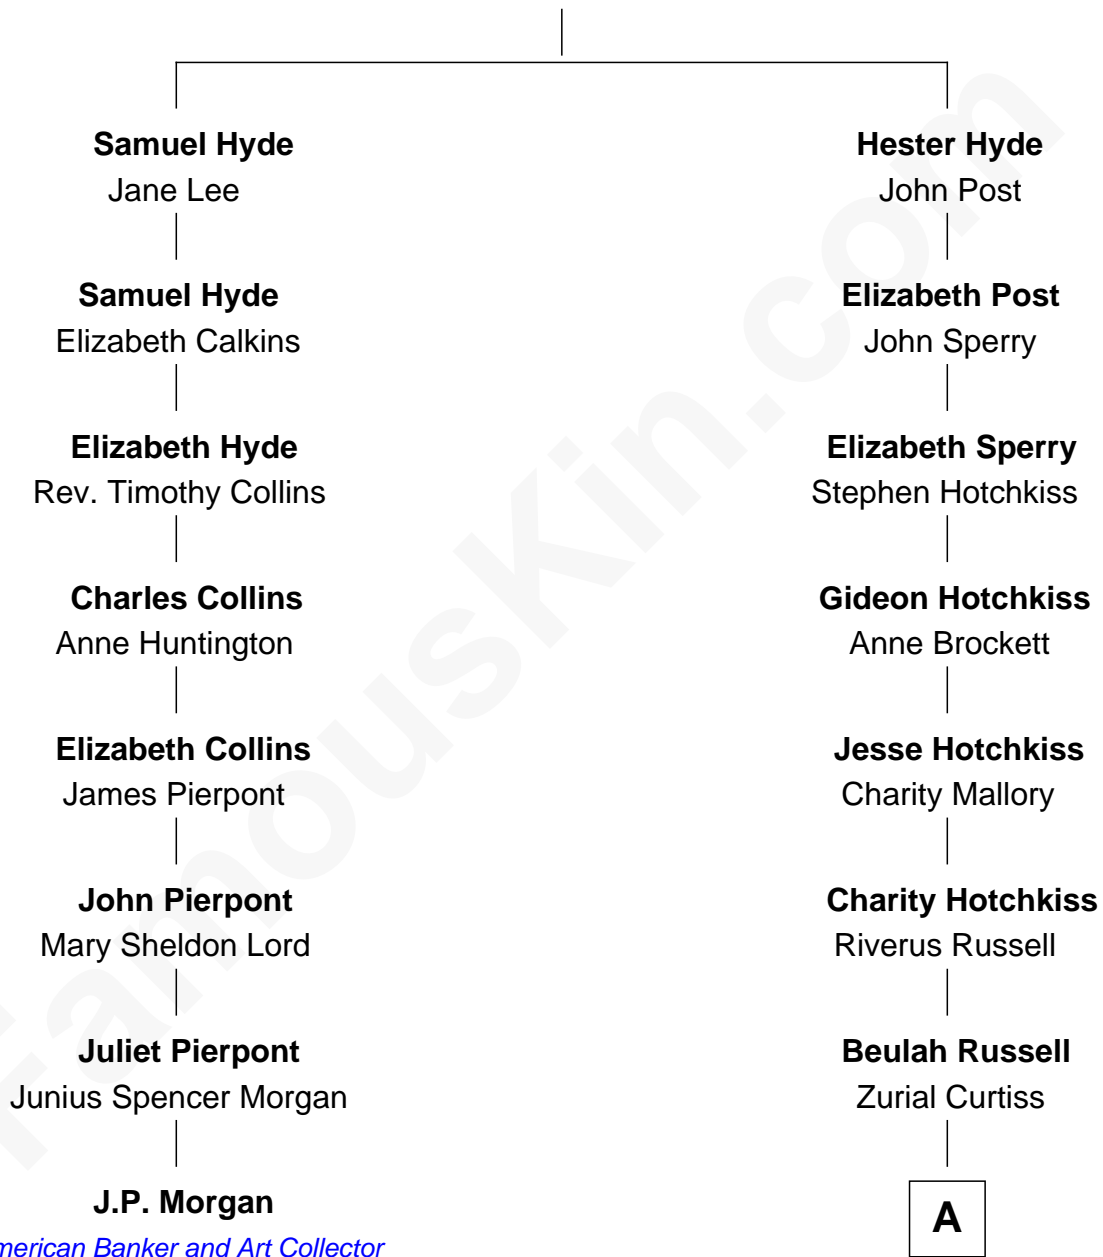 Samuel Hyde
Jane Lee
Hester Hyde
John Post
Samuel Hyde
Elizabeth Calkins
Elizabeth Post
John Sperry
Elizabeth Hyde
Rev. Timothy Collins
Elizabeth Sperry
Stephen Hotchkiss
Charles Collins
Anne Huntington
Gideon Hotchkiss
Anne Brockett
Elizabeth Collins
James Pierpont
Jesse Hotchkiss
Charity Mallory
John Pierpont
Mary Sheldon Lord
Charity Hotchkiss
Riverus Russell
Juliet Pierpont
Junius Spencer Morgan
Beulah Russell
Zurial Curtiss
J.P. Morgan
merican Banker and Art Collector
A
FamousKin.com